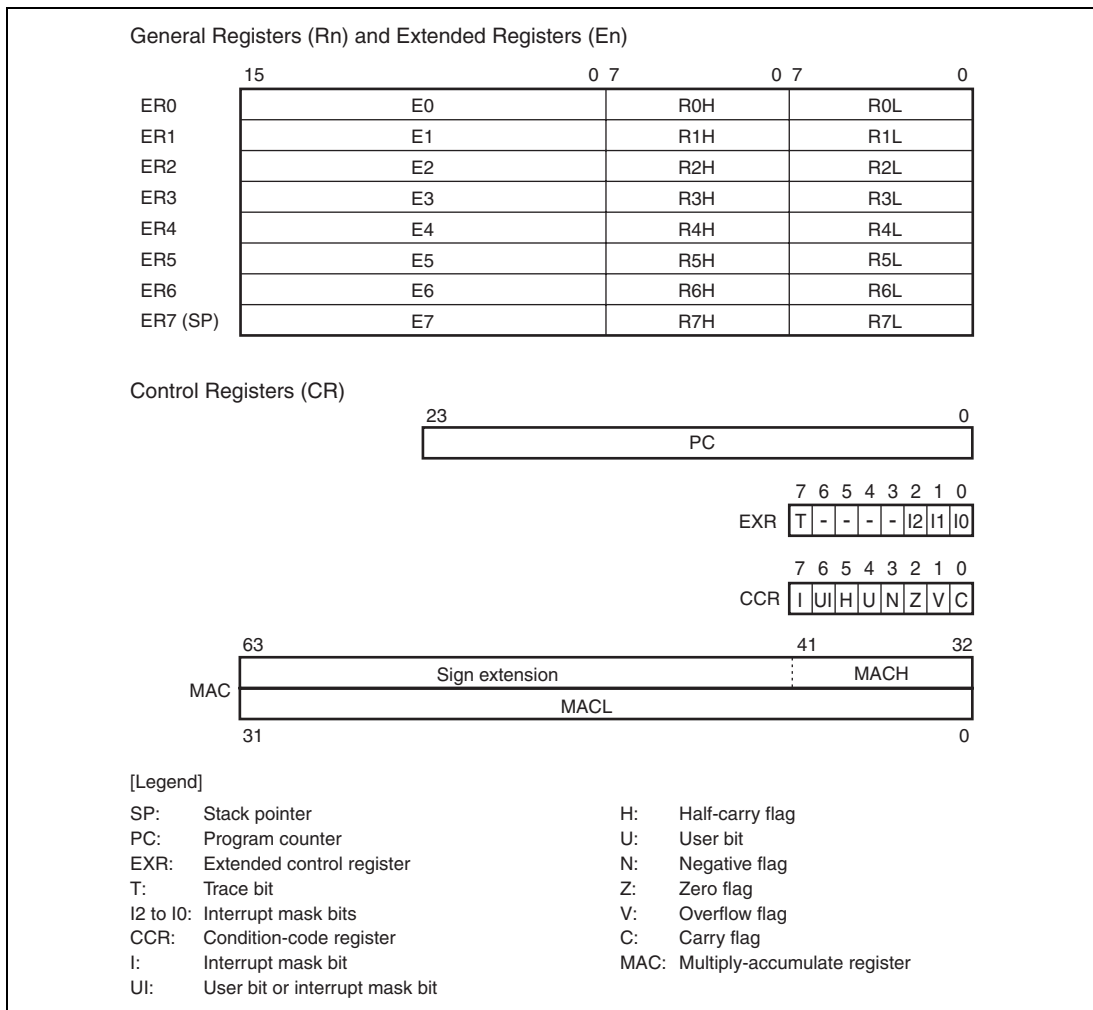 General Registers (Rn) and Extended Registers (En)
15 0 7 0 7 0
ER0 E0 R0H R0L
ER1 E1 R1H R1L
ER2 E2 R2H R2L
ER3 E3 R3H R3L
ER4 E4 R4H R4L
ER5 E5 R5H R5L
ER6 E6 R6H R6L
ER7 (SP) E7 R7H R7L
Control Registers (CR)
23 0
PC
7 6 5 4 3 2 1 0
EXR T - - - - I2 I1 I0
7 6 5 4 3 2 1 0
CCR I UI H U N Z V C
63 41 32
Sign extension MACH
MAC
MACL
31 0
[Legend]
SP: Stack pointer
PC: Program counter
EXR: Extended control register
T: Trace bit
I2 to I0: Interrupt mask bits
CCR: Condition-code register
I: Interrupt mask bit
UI: User bit or interrupt mask bit
H: Half-carry flag
U: User bit
N: Negative flag
Z: Zero flag
V: Overflow flag
C: Carry flag
MAC: Multiply-accumulate register